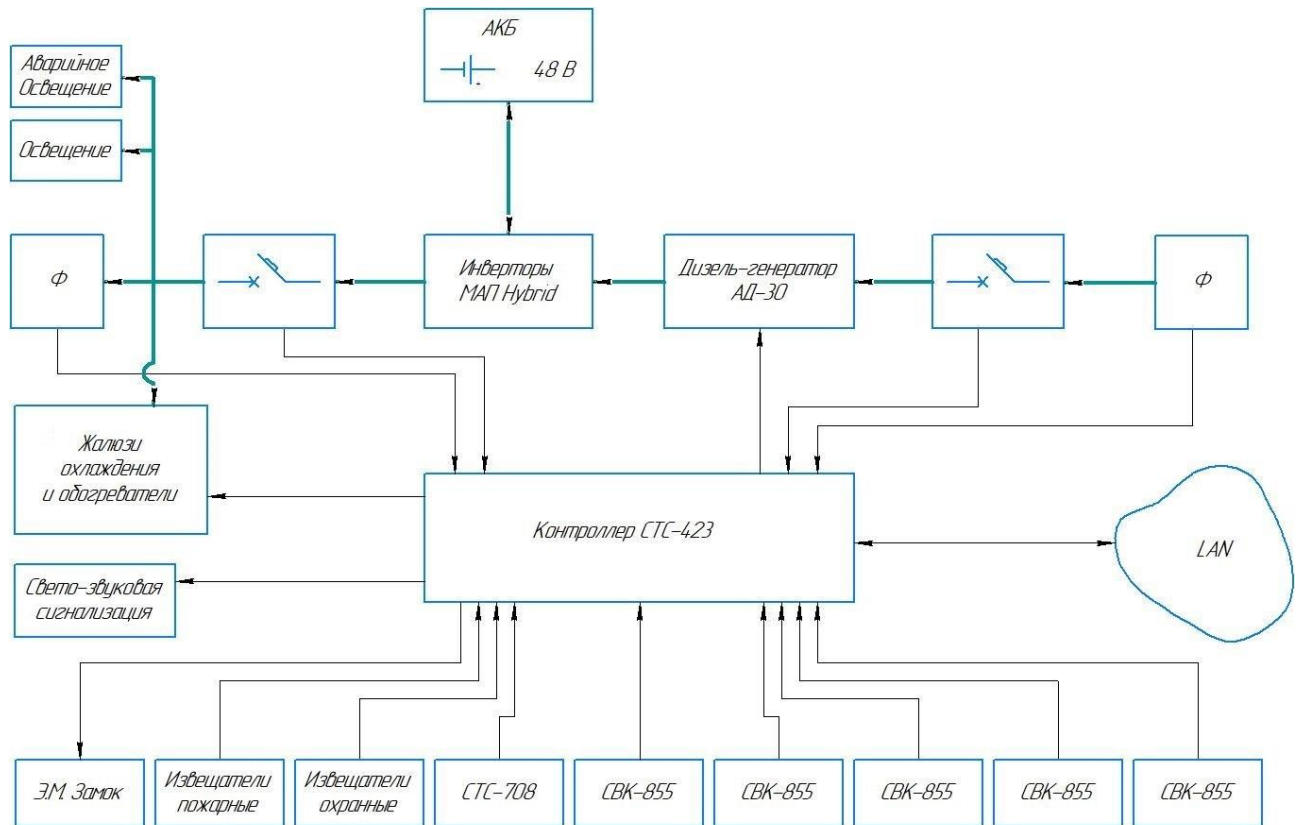 АКБ
48 В
Аварийное
Освещение
Освещение
Ф
Инверторы
МАП Hybrid
Дизель-генератор
АД-30
Ф
Жалюзи
охлаждения
и обогреватели
Контроллер СТС-423
LAN
Свето-звуковая
сигнализация
Э.М. Замок
Извещатели
пожарные
Извещатели
охранные
СТС-708
СВК-855
СВК-855
СВК-855
СВК-855
СВК-855